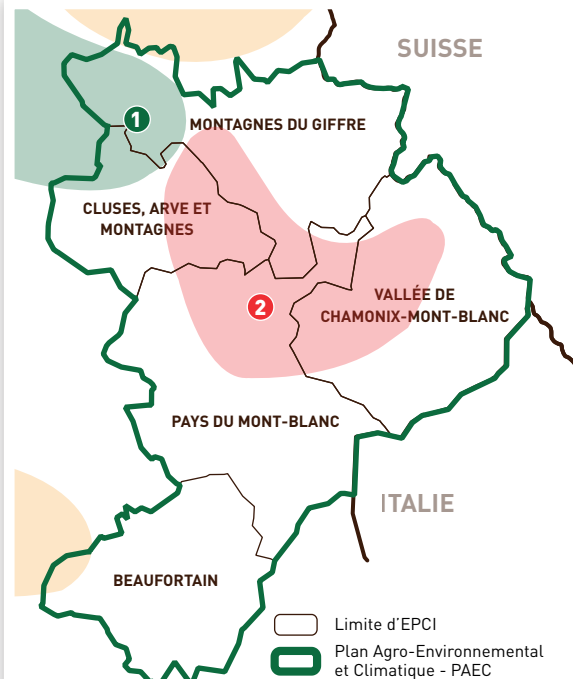 SUISSE
1
MONTAGNES DU GIFFRE
CLUSES, ARVE ET
MONTAGNES
2
VALLÉE DE
CHAMONIX-MONT-BLANC
PAYS DU MONT-BLANC
ITALIE
BEAUFORTAIN
Limite d'EPCI
Plan Agro-Environnemental
et Climatique - PAEC